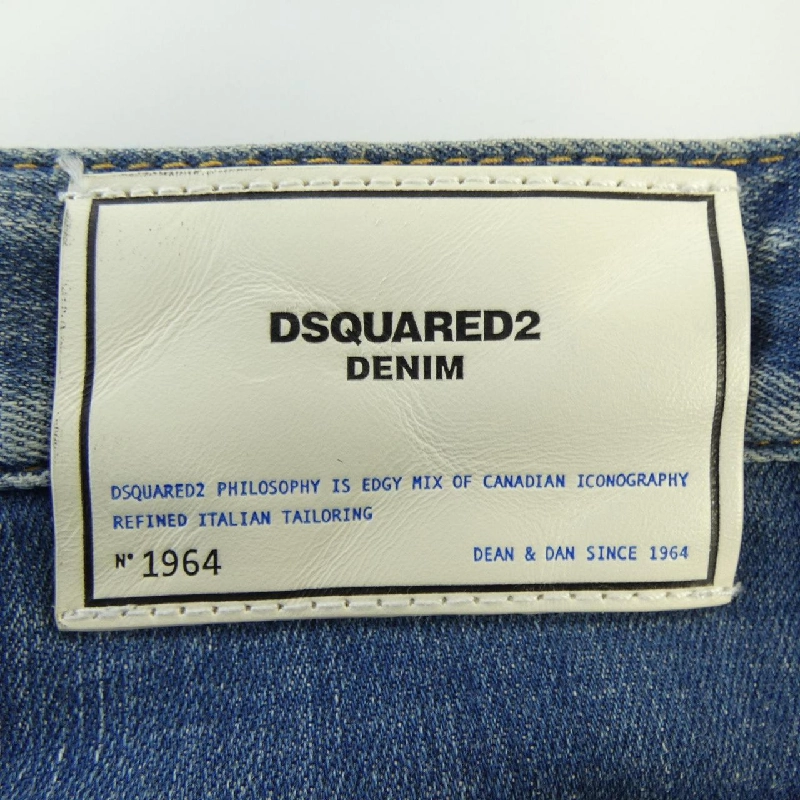 DSQUARED2
DENIM
DSQUARED2 PHILOSOPHY IS EDGY MIX OF CANADIAN ICONOGRAPHY
REFINED ITALIAN TAILORING
N° 1964
DEAN & DAN SINCE 1964